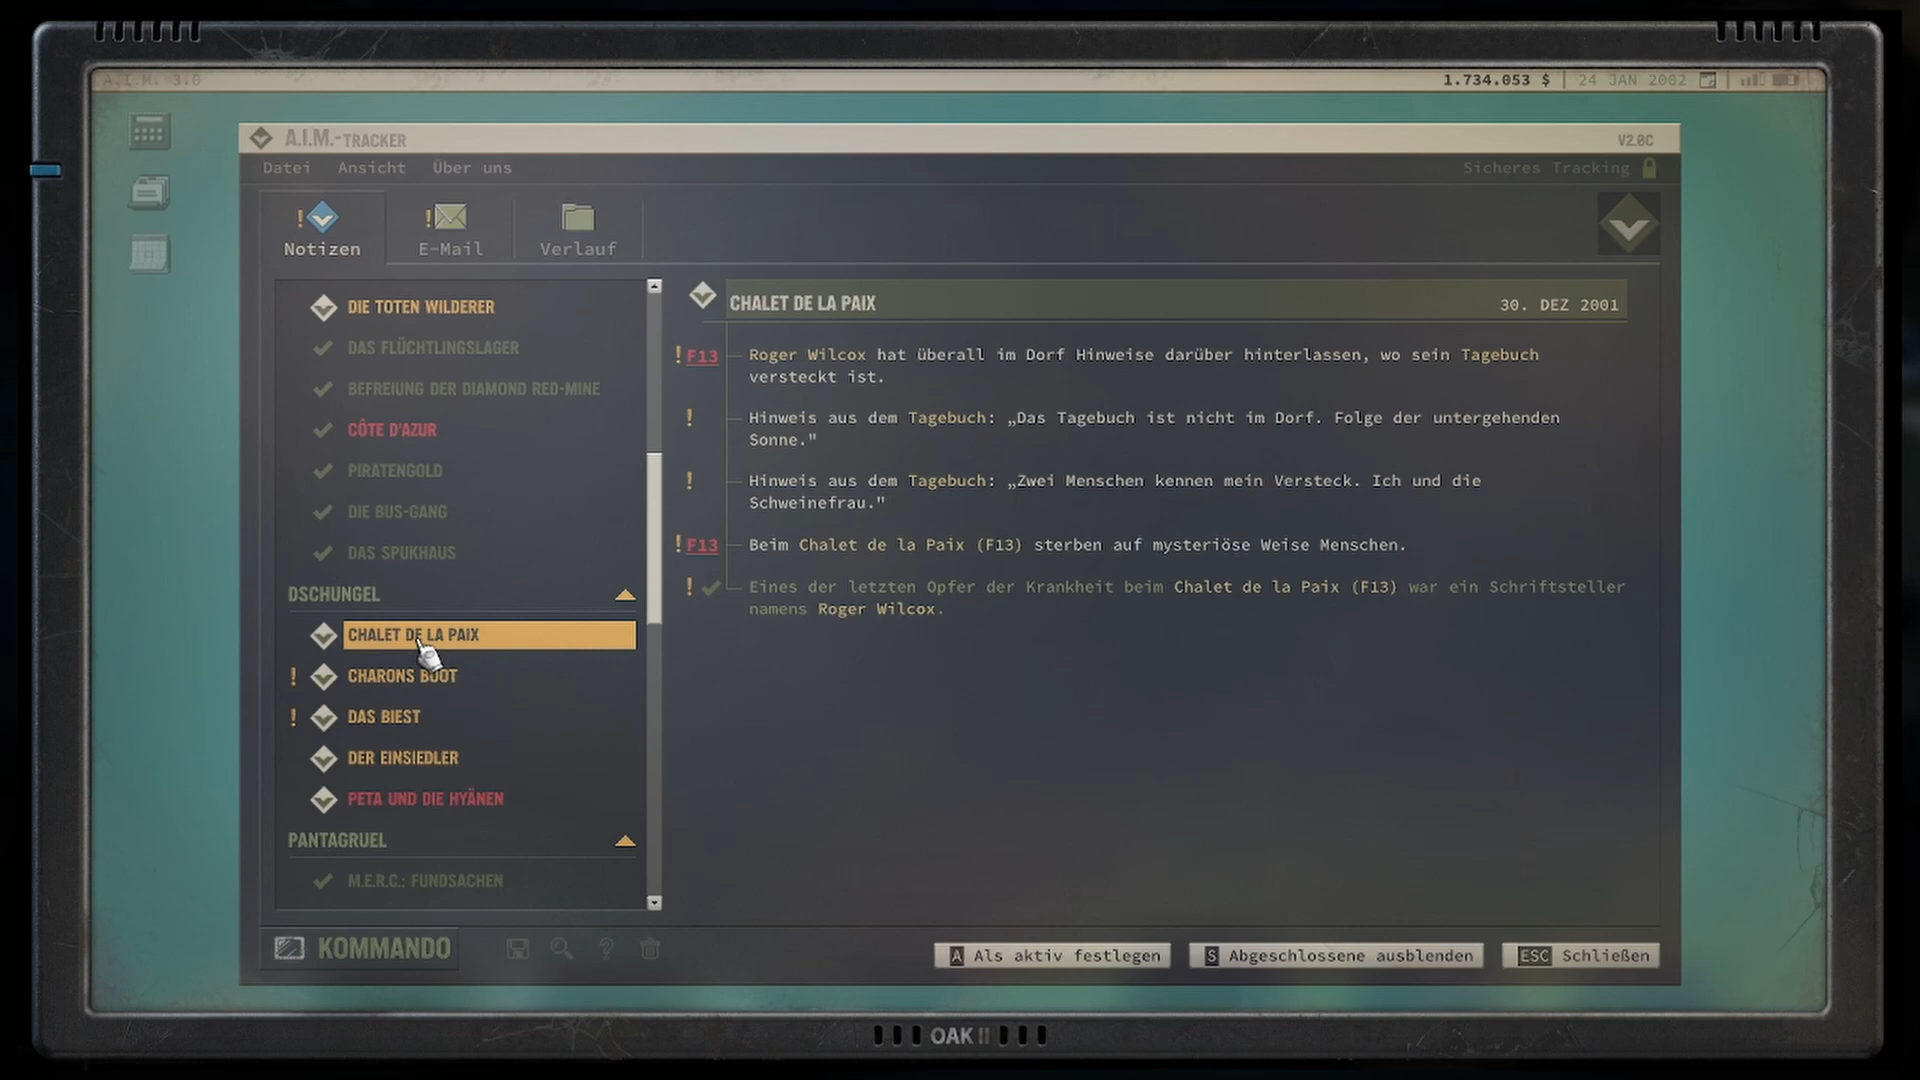 A.I.M. 3.0
1.734.053 $ | 24 JAN 2002
A.I.M.-TRACKER
V2.0C
Datei Ansicht Über uns
Sicheres Tracking
! Notizen
! E-Mail
Verlauf
DIE TOTEN WILDERER
DAS FLÜCHTLINGSLAGER
BEFREIUNG DER DIAMOND RED-MINE
CÔTE D'AZUR
PIRATENGOLD
DIE BUS-GANG
DAS SPUKHAUS
DSCHUNGEL
CHALET DE LA PAIX
! CHARONS BOOT
! DAS BIEST
DER EINSIEDLER
PETA UND DIE HYÄNEN
PANTAGRUEL
M.E.R.C.: FUNDSACHEN
CHALET DE LA PAIX
30. DEZ 2001
! F13 Roger Wilcox hat überall im Dorf Hinweise darüber hinterlassen, wo sein Tagebuch
versteckt ist.
! Hinweis aus dem Tagebuch: „Das Tagebuch ist nicht im Dorf. Folge der untergehenden
Sonne."
! Hinweis aus dem Tagebuch: „Zwei Menschen kennen mein Versteck. Ich und die
Schweinefrau."
! F13 Beim Chalet de la Paix (F13) sterben auf mysteriöse Weise Menschen.
! Eines der letzten Opfer der Krankheit beim Chalet de la Paix (F13) war ein Schriftsteller
namens Roger Wilcox.
KOMMANDO
?
A Als aktiv festlegen
S Abgeschlossene ausblenden
ESC Schließen
OAK II